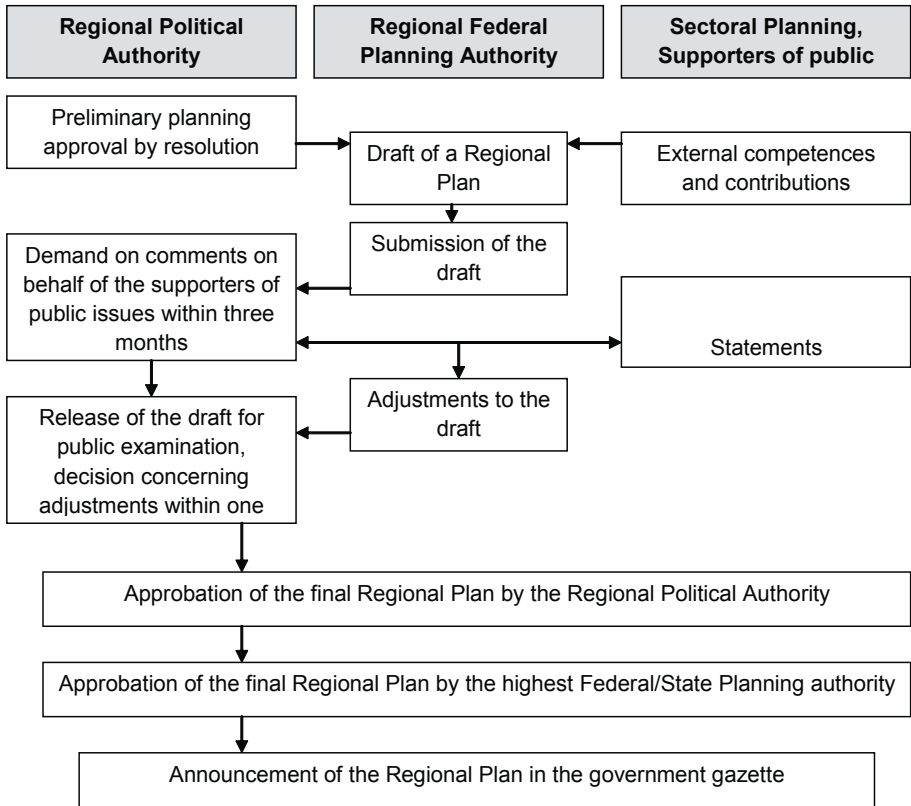 Regional Political
Authority
Regional Federal
Planning Authority
Sectoral Planning,
Supporters of public
Preliminary planning
approval by resolution
Draft of a Regional
Plan
External competences
and contributions
Submission of the
draft
Demand on comments on
behalf of the supporters of
public issues within three
months
Statements
Adjustments to the
draft
Release of the draft for
public examination,
decision concerning
adjustments within one
Approbation of the final Regional Plan by the Regional Political Authority
Approbation of the final Regional Plan by the highest Federal/State Planning authority
Announcement of the Regional Plan in the government gazette